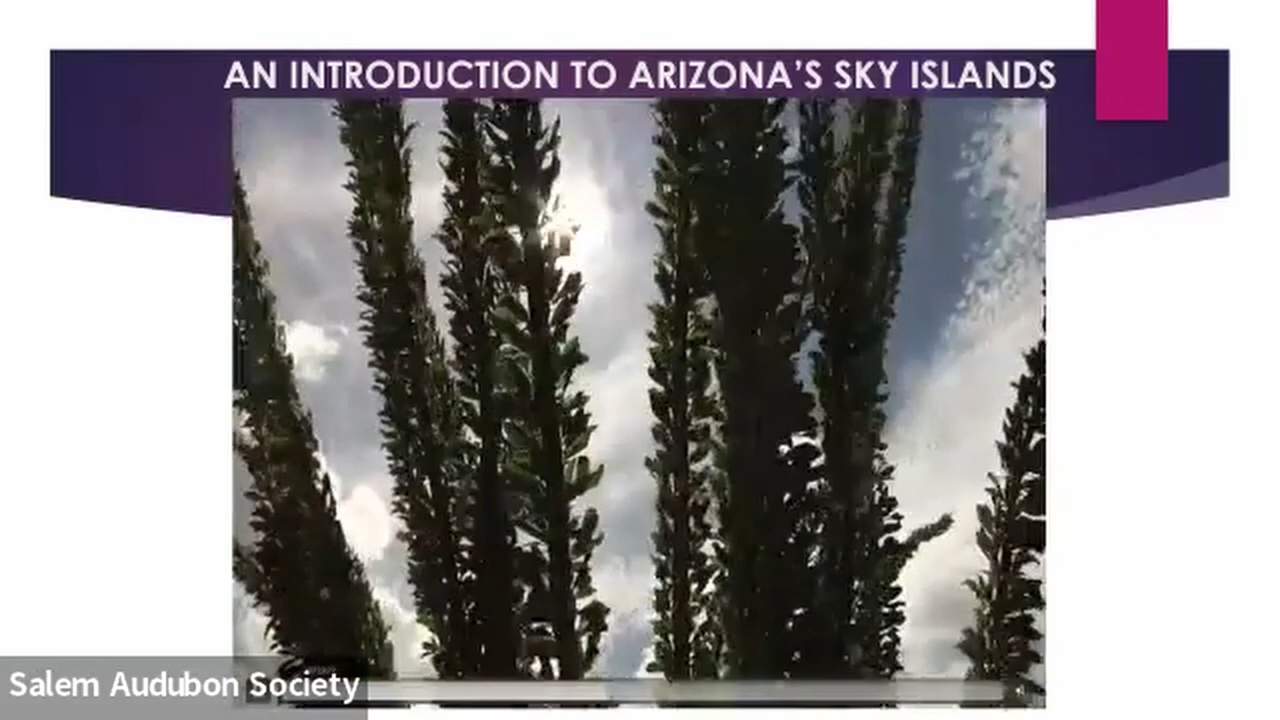 AN INTRODUCTION TO ARIZONA’S SKY ISLANDS
Salem Audubon Society